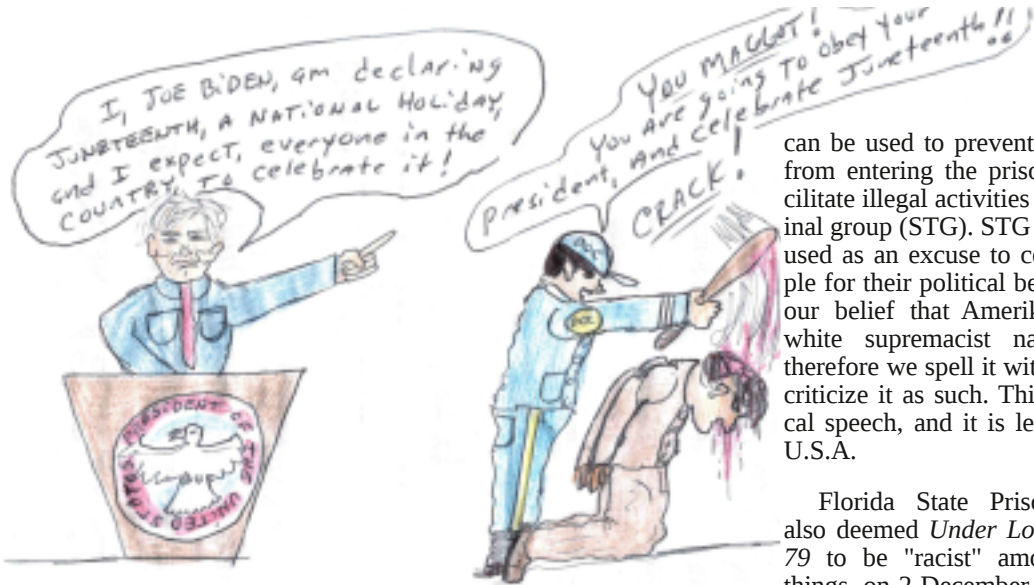 I, JOE BIDEN, am declaring
JUNETEENTH, A NATIONAL HOLIDAY,
and I expect, everyone in the
COUNTRY, TO celebrate it!
PRESIDENT OF THE UNITED STATES
YOU MAGGOT!
You Are going TO obey your
president, AND celebrate Juneteenth!!
CRACK!
DOC
DOC
can be used to prevent
from entering the priso
cilitate illegal activities
inal group (STG). STG
used as an excuse to c
ple for their political be
our belief that Amerik
white supremacist na
therefore we spell it wit
criticize it as such. Thi
cal speech, and it is le
U.S.A.
Florida State Pris
also deemed Under Lo
79 to be "racist" am
things, on 2 December